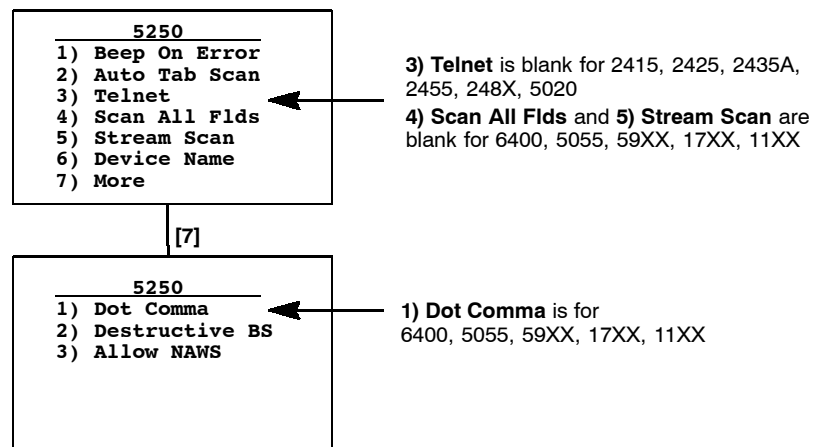 5250
1) Beep On Error
2) Auto Tab Scan
3) Telnet
4) Scan All Flds
5) Stream Scan
6) Device Name
7) More
3) Telnet is blank for 2415, 2425, 2435A,
2455, 248X, 5020
4) Scan All Flds and 5) Stream Scan are
blank for 6400, 5055, 59XX, 17XX, 11XX
[7]
5250
1) Dot Comma
2) Destructive BS
3) Allow NAWS
1) Dot Comma is for
6400, 5055, 59XX, 17XX, 11XX